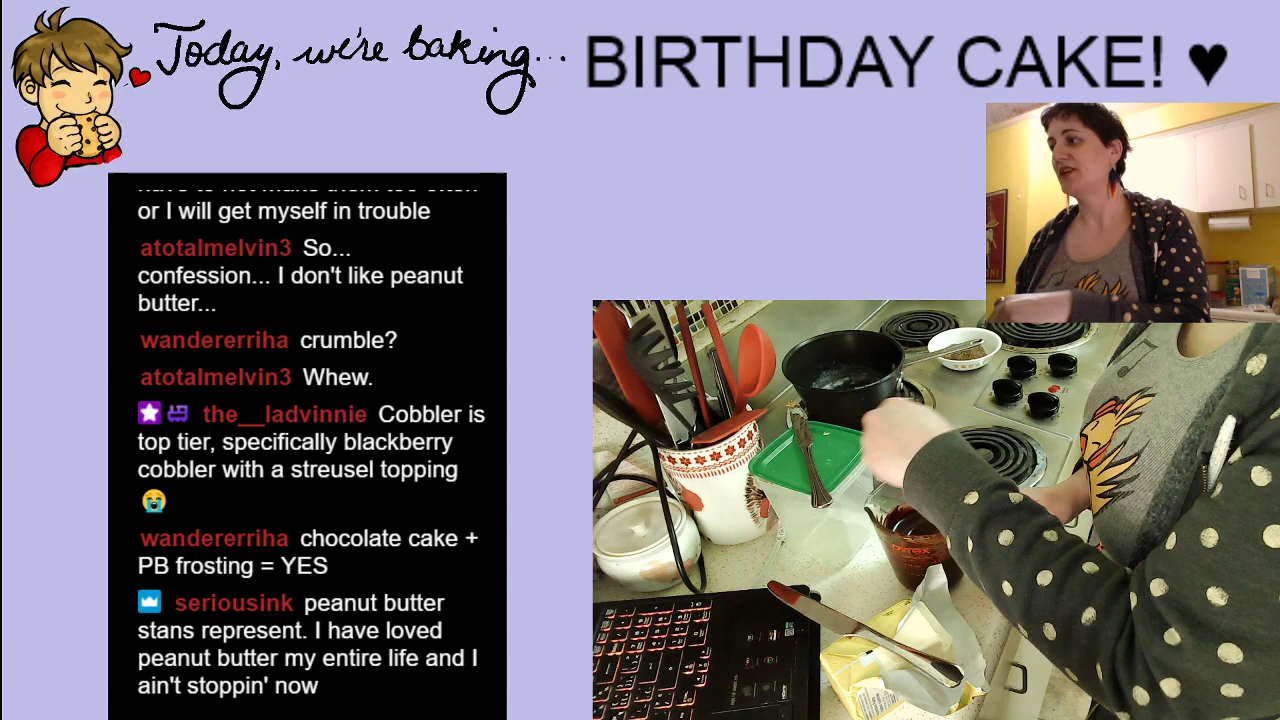 Today, we're baking... BIRTHDAY CAKE! ♥
or I will get myself in trouble
atotalmelvin3 So...
confession... I don't like peanut
butter...
wandererriha crumble?
atotalmelvin3 Whew.
the__ladvinnie Cobbler is
top tier, specifically blackberry
cobbler with a streusel topping
😭
wandererriha chocolate cake +
PB frosting = YES
seriousink peanut butter
stans represent. I have loved
peanut butter my entire life and I
ain't stoppin' now
PYREX